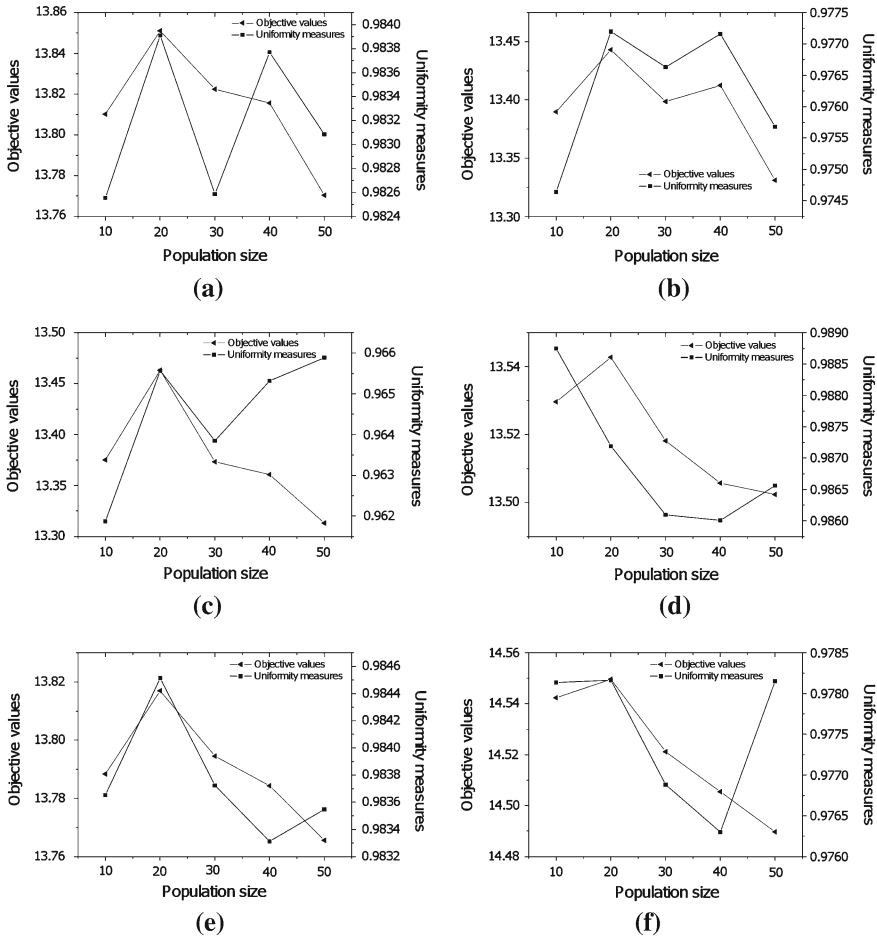 13.86
13.84
13.82
13.80
13.78
13.76
Objective values
Objective values
Uniformity measures
0.9840
0.9838
0.9836
0.9834
0.9832
0.9830
0.9828
0.9826
0.9824
Uniformity measures
10 20 30 40 50
Population size
(a)
13.45
13.40
13.35
13.30
Objective values
Objective values
Uniformity measures
0.9775
0.9770
0.9765
0.9760
0.9755
0.9750
0.9745
Uniformity measures
10 20 30 40 50
Population size
(b)
13.50
13.45
13.40
13.35
13.30
Objective values
Objective values
Uniformity measures
0.966
0.965
0.964
0.963
0.962
Uniformity measures
10 20 30 40 50
Population size
(c)
13.54
13.52
13.50
Objective values
Objective values
Uniformity measures
0.9890
0.9885
0.9880
0.9875
0.9870
0.9865
0.9860
Uniformity measures
10 20 30 40 50
Population size
(d)
13.82
13.80
13.78
13.76
Objective values
Objective values
Uniformity measures
0.9846
0.9844
0.9842
0.9840
0.9838
0.9836
0.9834
0.9832
Uniformity measures
10 20 30 40 50
Population size
(e)
14.56
14.54
14.52
14.50
14.48
Objective values
Objective values
Uniformity measures
0.9785
0.9780
0.9775
0.9770
0.9765
0.9760
Uniformity measures
10 20 30 40 50
Population size
(f)